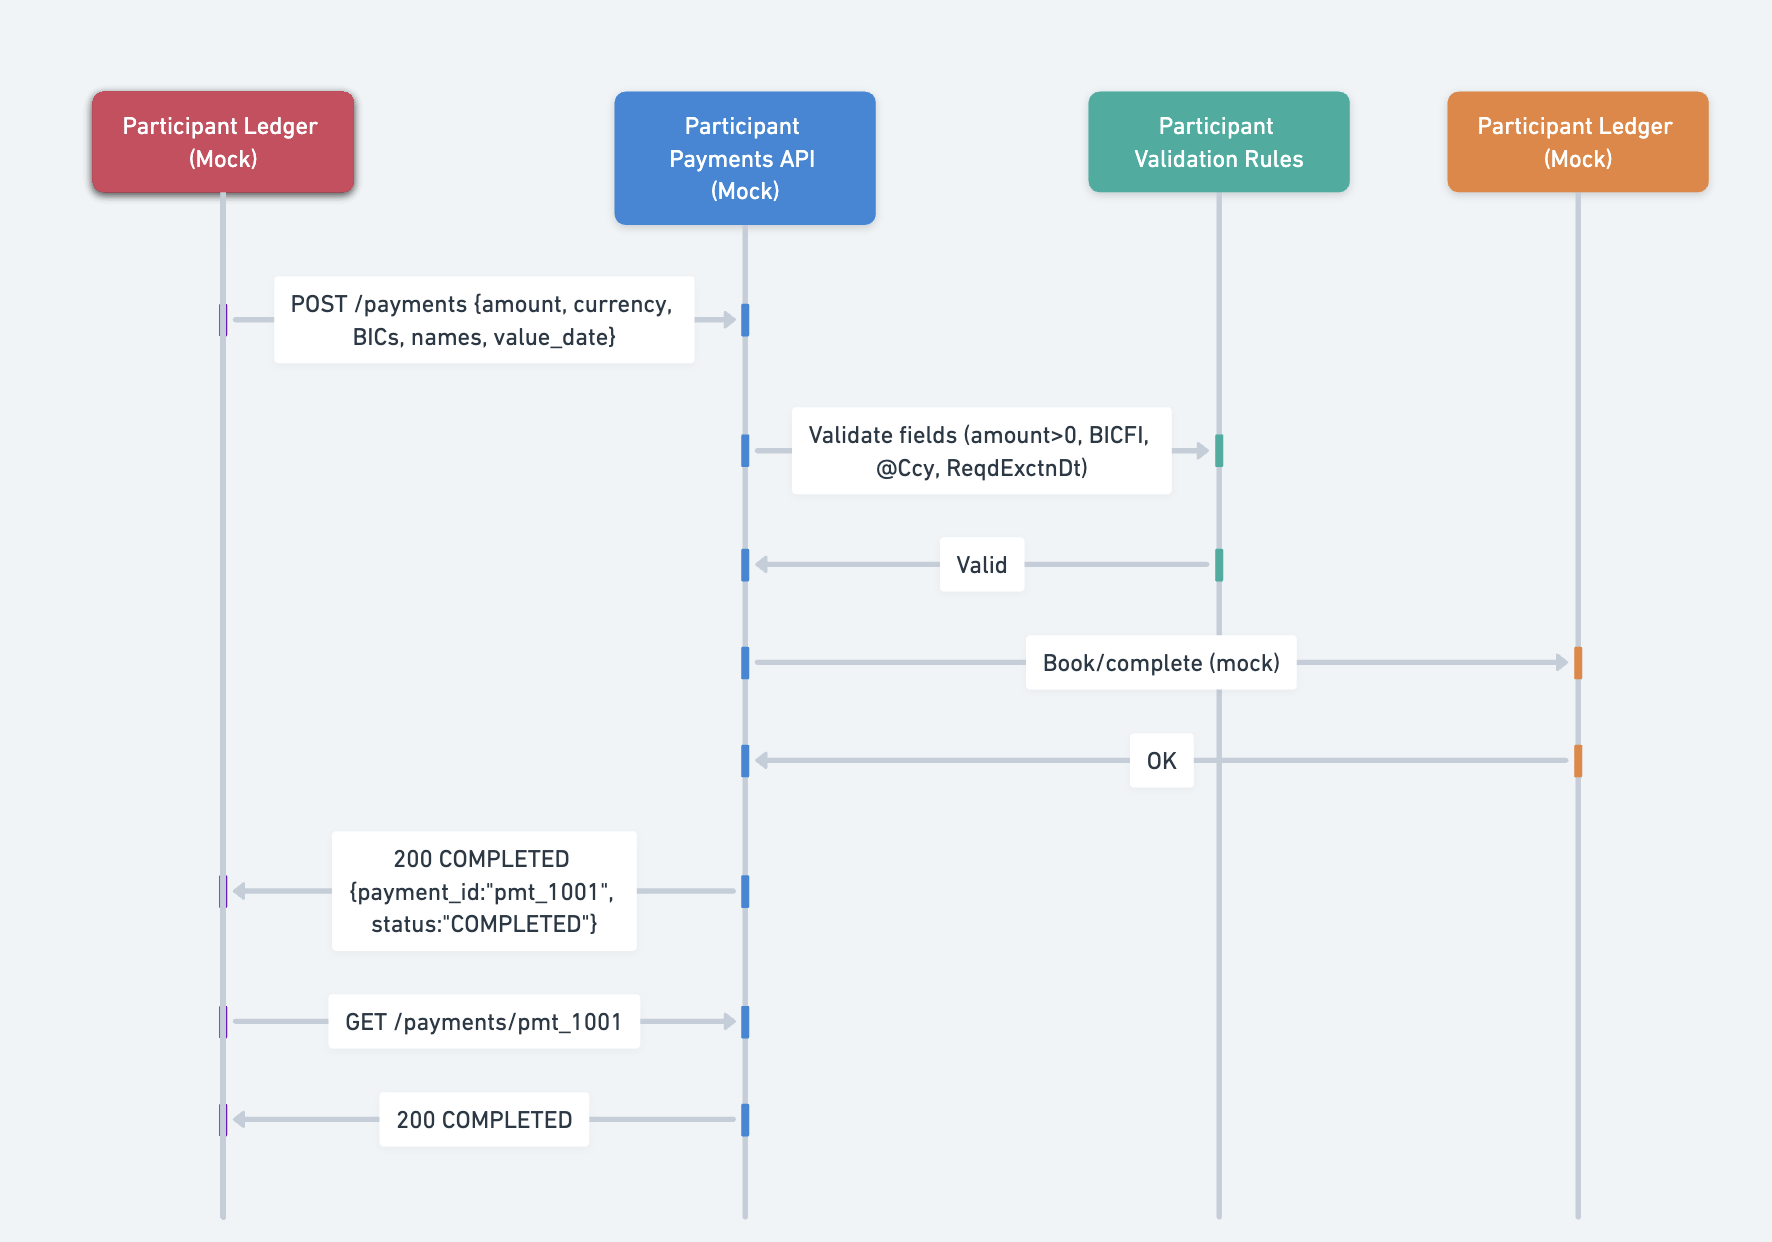 Participant Ledger
(Mock)
Participant
Payments API
(Mock)
Participant
Validation Rules
Participant Ledger
(Mock)
POST /payments {amount, currency,
BICs, names, value_date}
Validate fields (amount>0, BICFI,
@Ccy, ReqdExctnDt)
Valid
Book/complete (mock)
OK
200 COMPLETED
{payment_id:"pmt_1001",
status:"COMPLETED"}
GET /payments/pmt_1001
200 COMPLETED